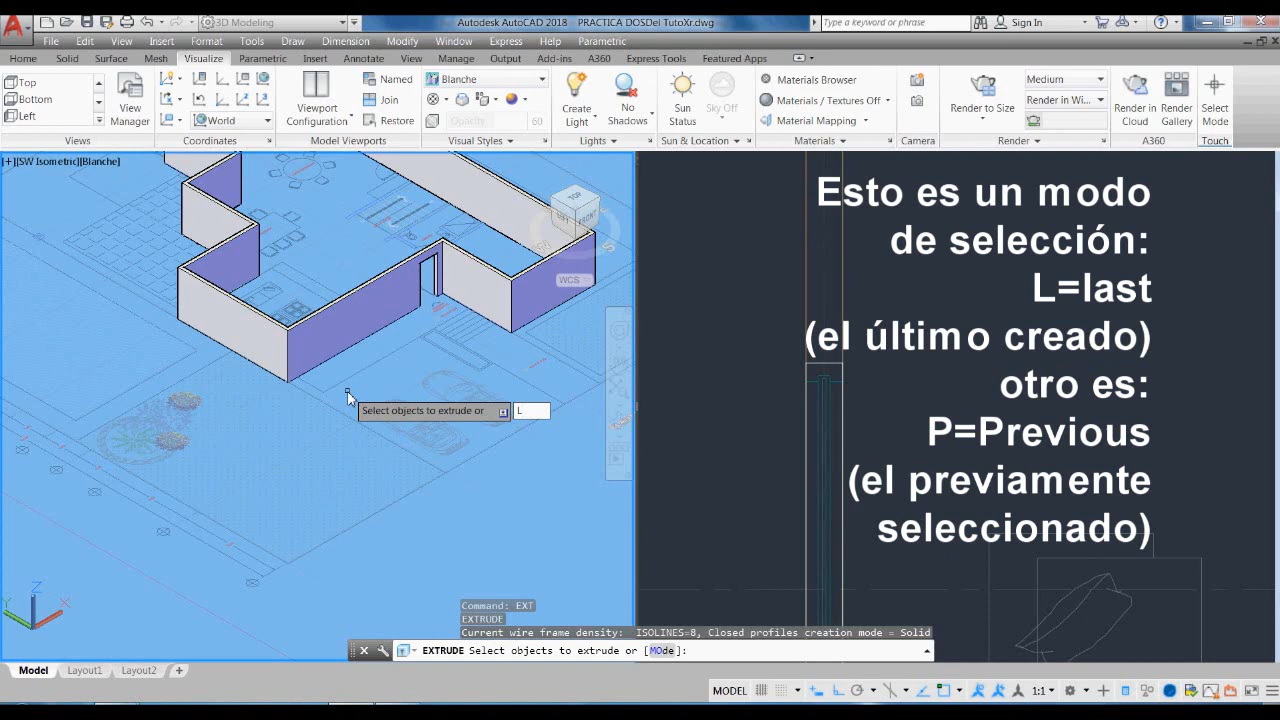 3D Modeling
Autodesk AutoCAD 2018 PRACTICA DOSDel TutoXr.dwg
Type a keyword or phrase
Sign In
File Edit View Insert Format Tools Draw Dimension Modify Window Express Help Parametric
Home Solid Surface Mesh Visualize Parametric Insert Annotate View Manage Output Add-ins A360 Express Tools Featured Apps
Top
Bottom
Left
View
Manager
World
Viewport
Configuration
Named
Join
Restore
Blanche
Opacity 60
Create
Light
No
Shadows
Sun
Status
Sky Off
Materials Browser
Materials / Textures Off
Material Mapping
Render to Size
Medium
Render in Wi...
Render in
Cloud
Render
Gallery
Select
Mode
Views Coordinates Model Viewports Visual Styles Lights Sun & Location Materials Camera Render A360 Touch
[+][SW Isometric][Blanche]
TOP
LEFT
FRONT
S
WCS
Esto es un modo
de selección:
L=last
(el último creado)
otro es:
P=Previous
(el previamente
seleccionado)
Select objects to extrude or
L
Z
Y
X
Command: EXT
EXTRUDE
Current wire frame density: ISOLINES=8, Closed profiles creation mode = Solid
EXTRUDE Select objects to extrude or [MOde]:
Model Layout1 Layout2 +
MODEL
1:1